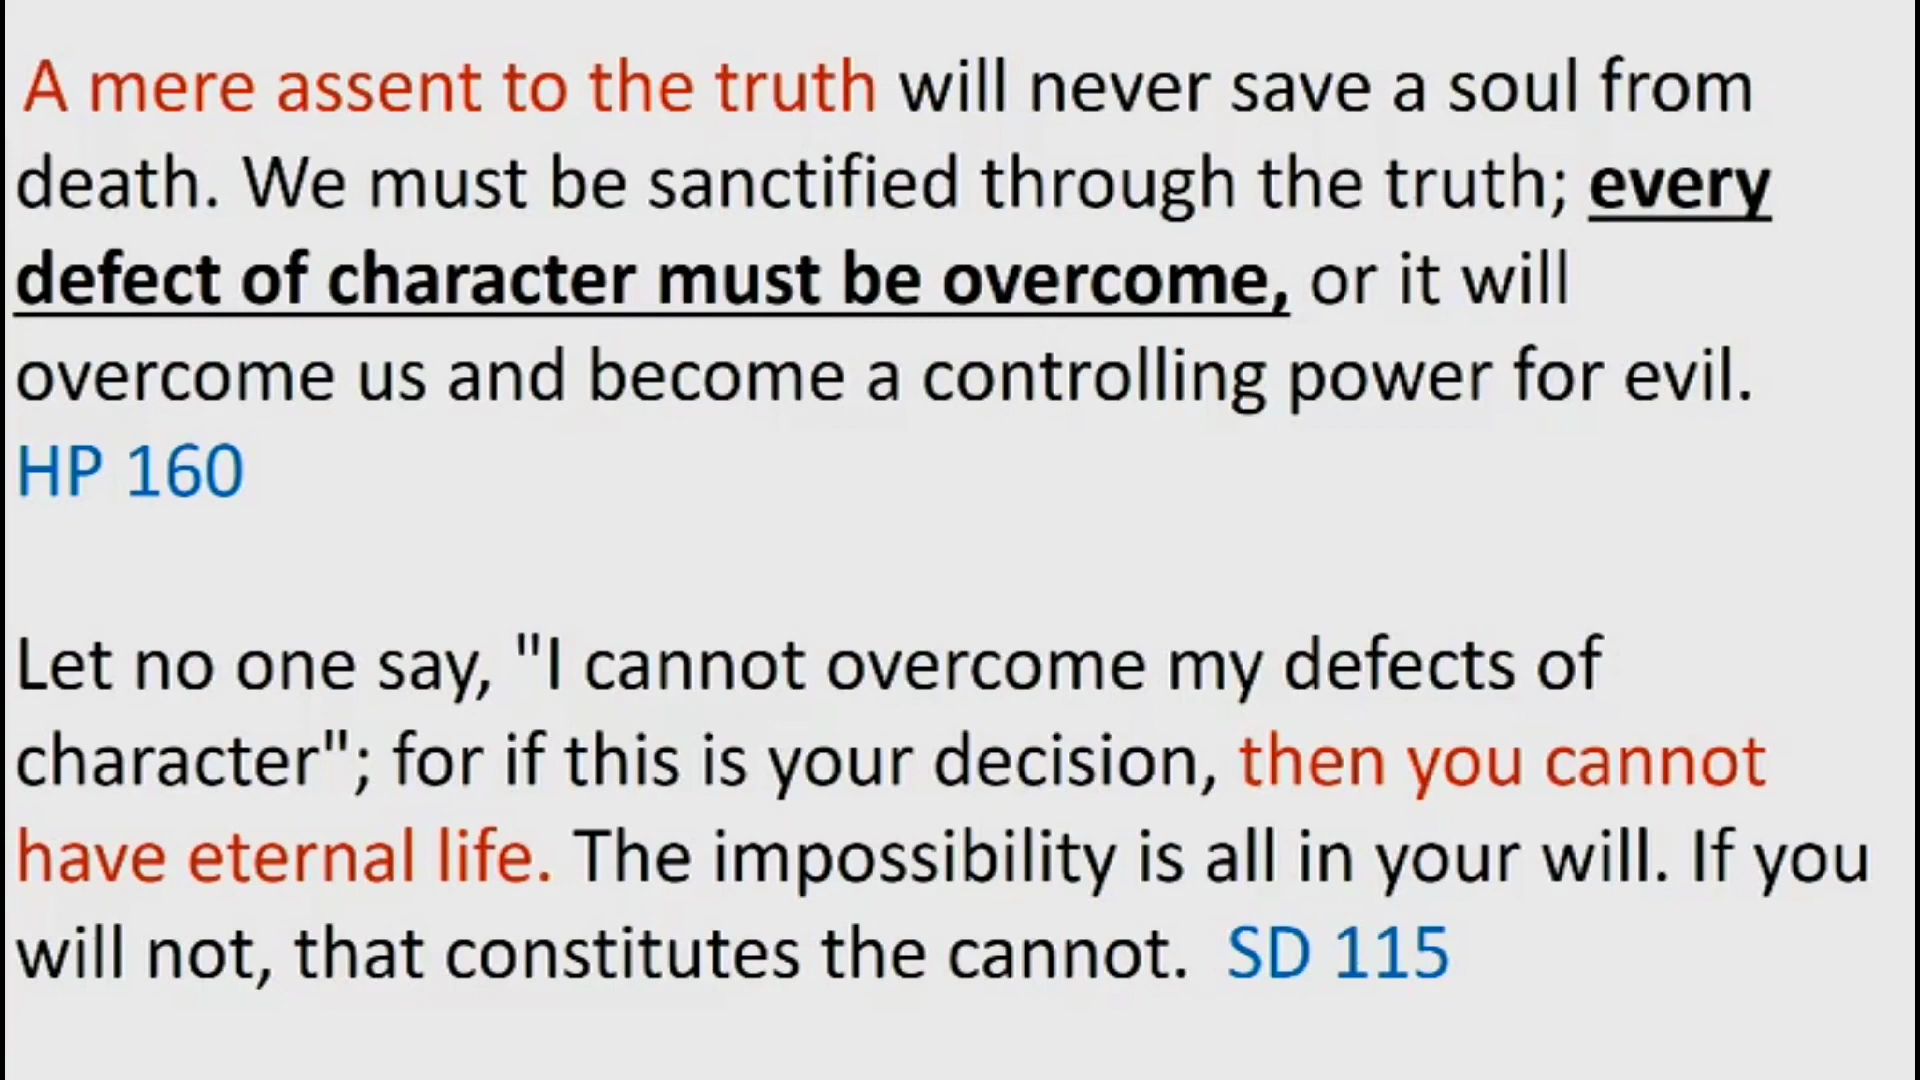 A mere assent to the truth will never save a soul from
death. We must be sanctified through the truth; every
defect of character must be overcome, or it will
overcome us and become a controlling power for evil.
HP 160
Let no one say, "I cannot overcome my defects of
character"; for if this is your decision, then you cannot
have eternal life. The impossibility is all in your will. If you
will not, that constitutes the cannot. SD 115